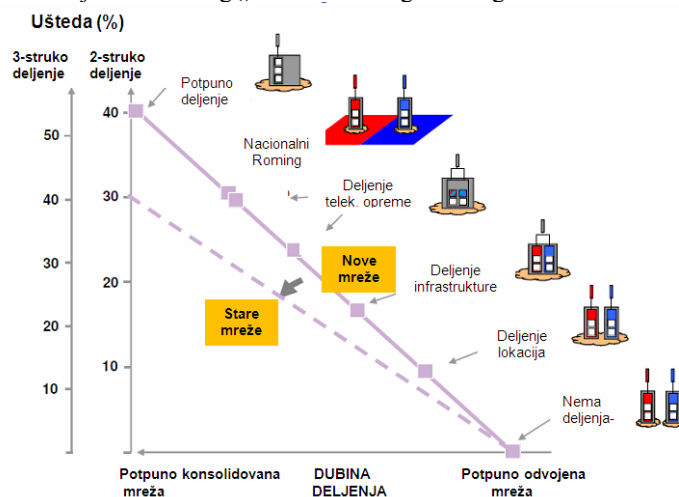 Ušteda (%)
3-struko
deljenje
2-struko
deljenje
50
40
30
20
10
40
30
20
10
0
Potpuno
deljenje
Nacionalni
Roming
Deljenje
telek. opreme
Nove
mreže
Stare
mreže
Deljenje
infrastrukture
Deljenje
lokacija
Nema
deljenja-
Potpuno konsolidovana
mreža
DUBINA
DELJENJA
Potpuno odvojena
mreža